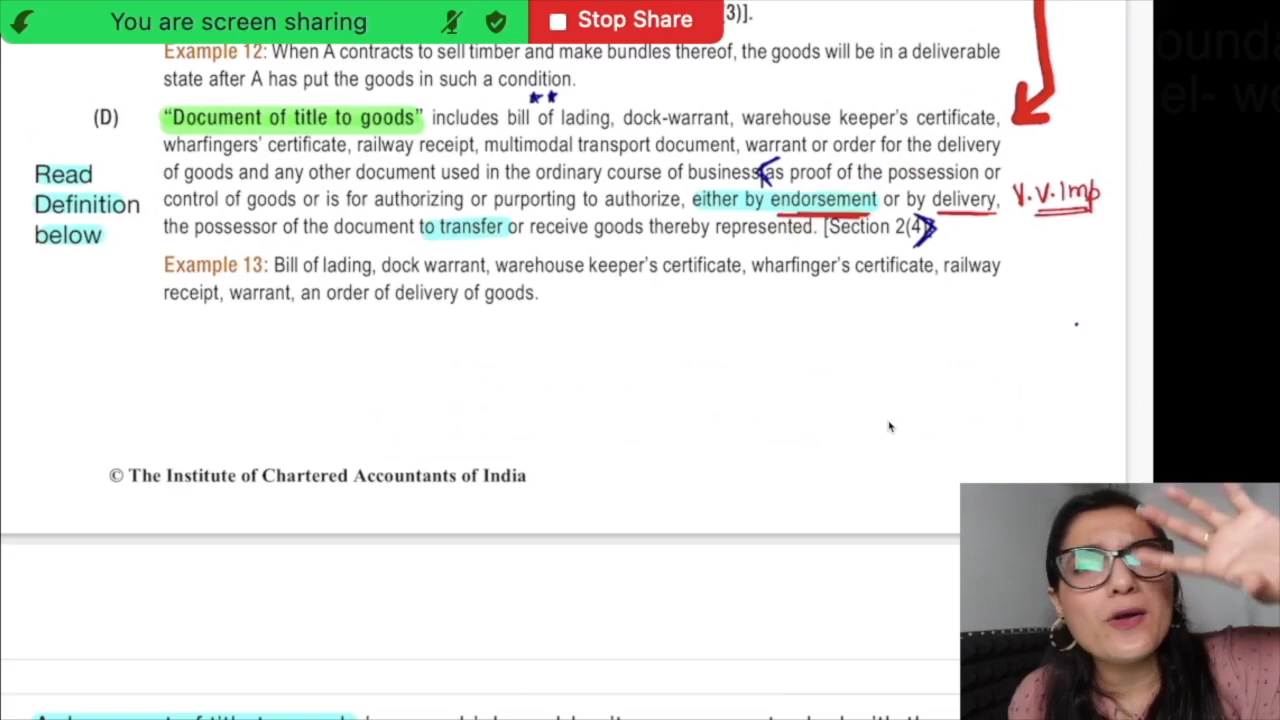 You are screen sharing
Stop Share
3)].
Example 12: When A contracts to sell timber and make bundles thereof, the goods will be in a deliverable
state after A has put the goods in such a condition.
(D) “Document of title to goods” includes bill of lading, dock-warrant, warehouse keeper’s certificate,
wharfingers’ certificate, railway receipt, multimodal transport document, warrant or order for the delivery
of goods and any other document used in the ordinary course of business as proof of the possession or
control of goods or is for authorizing or purporting to authorize, either by endorsement or by delivery,
the possessor of the document to transfer or receive goods thereby represented. [Section 2(4)]
Read
Definition
below
V.V.Imp
Example 13: Bill of lading, dock warrant, warehouse keeper’s certificate, wharfinger’s certificate, railway
receipt, warrant, an order of delivery of goods.
© The Institute of Chartered Accountants of India